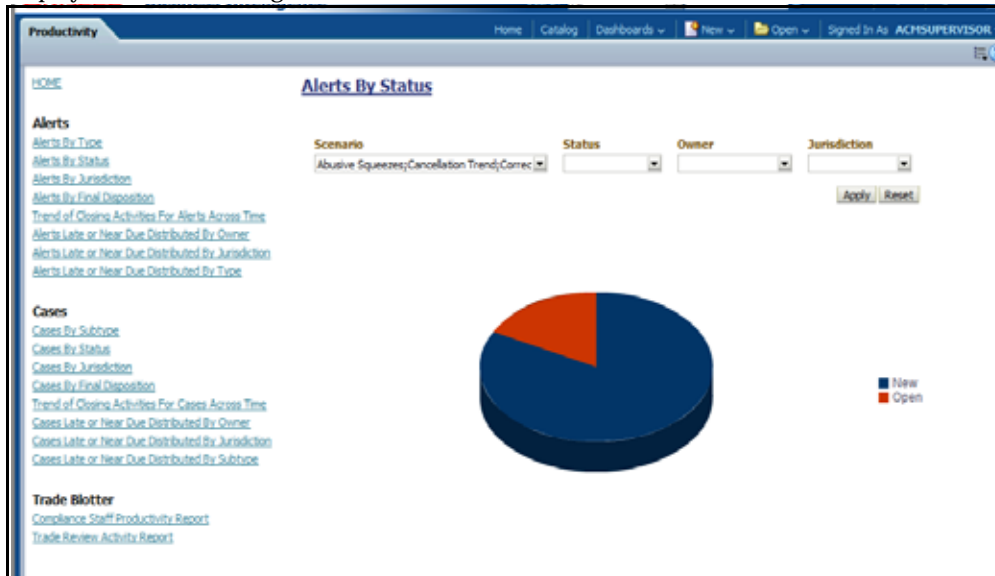 Productivity
Home Catalog Dashboards New Open Signed In As ACMSUPERVISOR
HOME
Alerts By Status
Alerts
Alerts By Type
Alerts By Status
Alerts By Jurisdiction
Alerts By Final Disposition
Trend of Closing Activities For Alerts Across Time
Alerts Late or Near Due Distributed By Owner
Alerts Late or Near Due Distributed By Jurisdiction
Alerts Late or Near Due Distributed By Type
Scenario Status Owner Jurisdiction
Abusive Squeezes;Cancellation Trend;Correc
Apply Reset
New
Open
Cases
Cases By Subtype
Cases By Status
Cases By Jurisdiction
Cases By Final Disposition
Trend of Closing Activities For Cases Across Time
Cases Late or Near Due Distributed By Owner
Cases Late or Near Due Distributed By Jurisdiction
Cases Late or Near Due Distributed By Subtype
Trade Blotter
Compliance Staff Productivity Report
Trade Review Activity Report